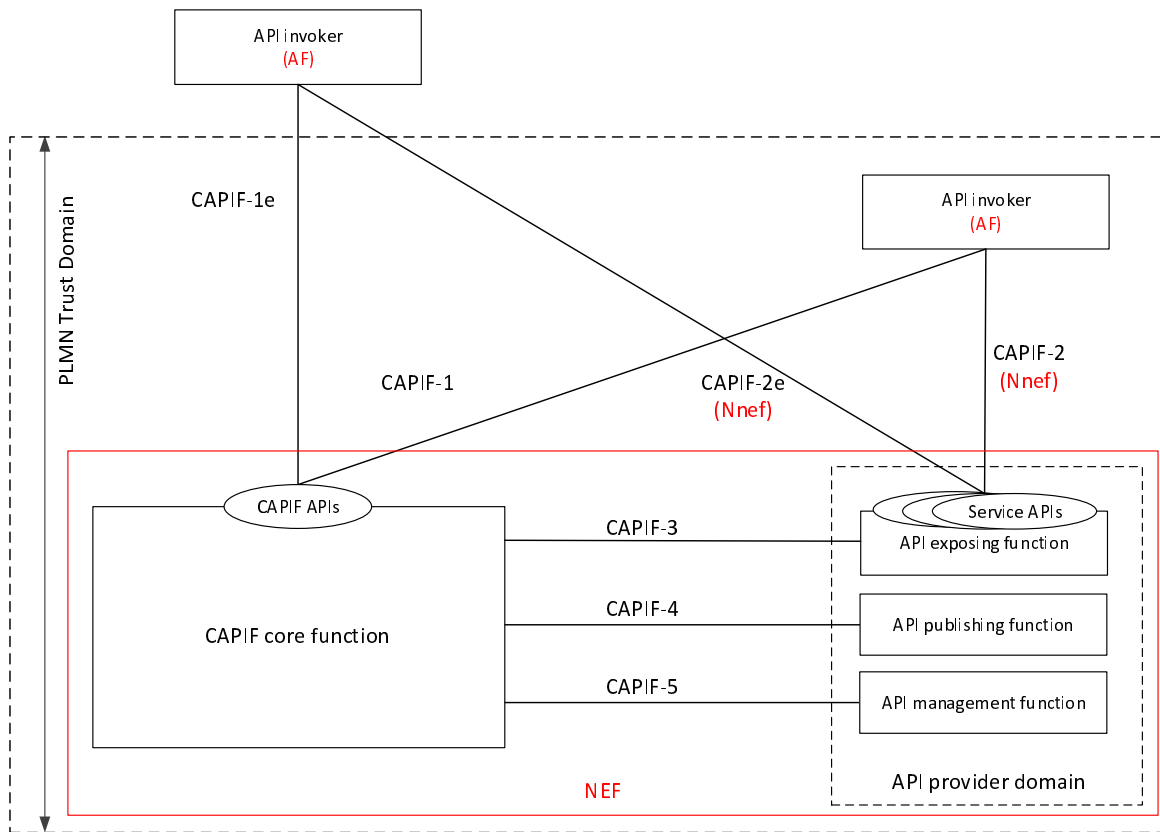 API invoker
(AF)
CAPIF-1e
API invoker
(AF)
PLMN Trust Domain
CAPIF-2
(Nnef)
CAPIF-1
CAPIF-2e
(Nnef)
CAPIF APIs
Service APIs
CAPIF-3
API exposing function
CAPIF-4
API publishing function
CAPIF core function
CAPIF-5
API management function
API provider domain
NEF